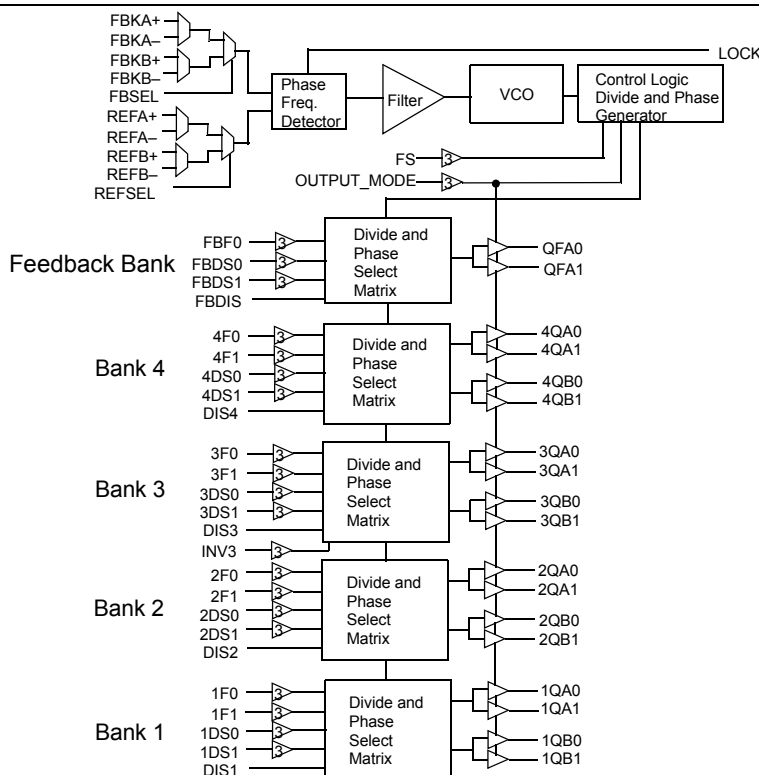 FBKA+
FBKA–
FBKB+
FBKB–
FBSEL
REFA+
REFA–
REFB+
REFB–
REFSEL
Phase
Freq.
Detector
Filter
VCO
Control Logic
Divide and Phase
Generator
LOCK
FS
3
OUTPUT_MODE
3
Feedback Bank
FBF0
3
FBDS0
3
FBDS1
3
FBDIS
Divide and
Phase
Select
Matrix
QFA0
QFA1
Bank 4
4F0
3
4F1
3
4DS0
3
4DS1
3
DIS4
Divide and
Phase
Select
Matrix
4QA0
4QA1
4QB0
4QB1
Bank 3
3F0
3
3F1
3
3DS0
3
3DS1
3
DIS3
INV3
3
Divide and
Phase
Select
Matrix
3QA0
3QA1
3QB0
3QB1
Bank 2
2F0
3
2F1
3
2DS0
3
2DS1
3
DIS2
Divide and
Phase
Select
Matrix
2QA0
2QA1
2QB0
2QB1
Bank 1
1F0
3
1F1
3
1DS0
3
1DS1
3
DIS1
Divide and
Phase
Select
Matrix
1QA0
1QA1
1QB0
1QB1